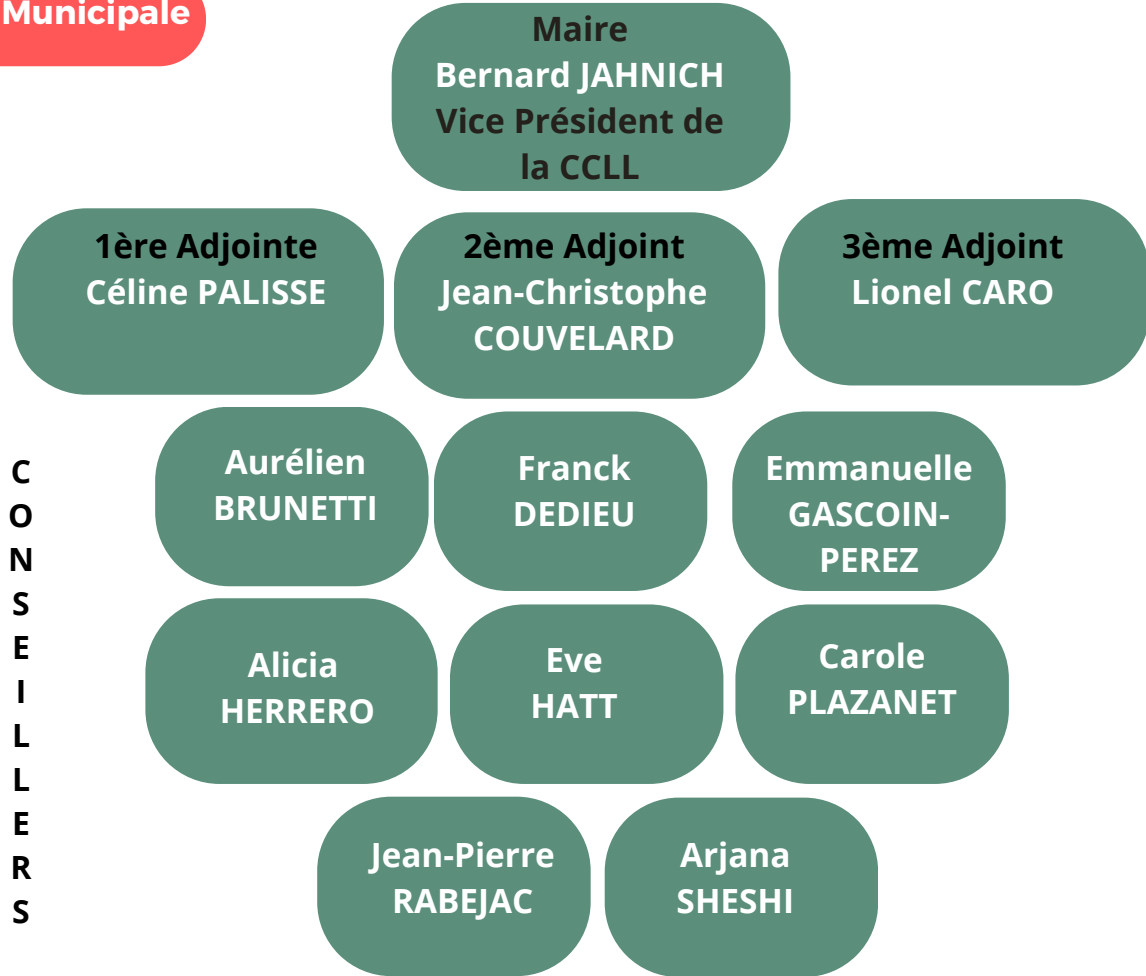 Municipale
Maire
Bernard JAHNICH
Vice Président de
la CCLL
1ère Adjointe
Céline PALISSE
2ème Adjoint
Jean-Christophe
COUVELARD
3ème Adjoint
Lionel CARO
CONSEILLERS
Aurélien
BRUNETTI
Franck
DEDIEU
Emmanuelle
GASCOIN-
PEREZ
Alicia
HERRERO
Eve
HATT
Carole
PLAZANET
Jean-Pierre
RABEJAC
Arjana
SHESHI